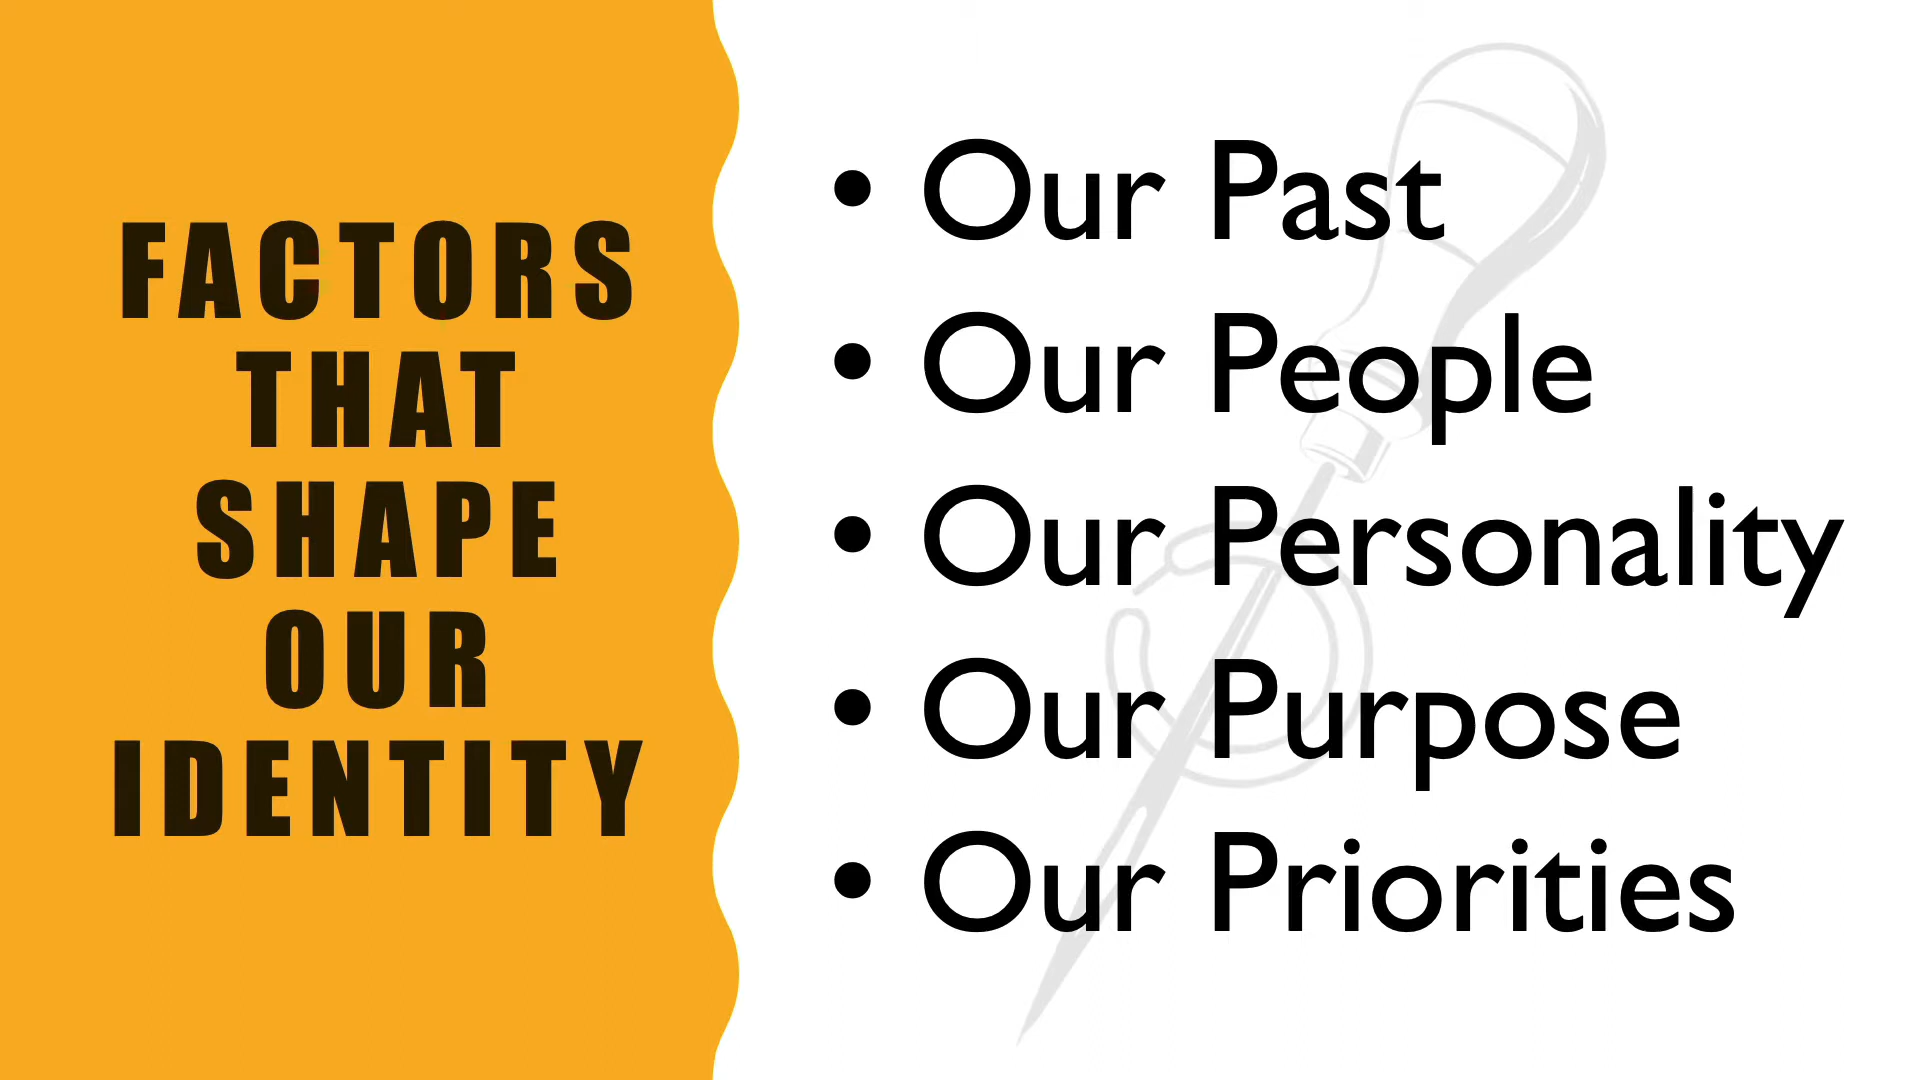 FACTORS
THAT
SHAPE
OUR
IDENTITY
• Our Past
• Our People
• Our Personality
• Our Purpose
• Our Priorities